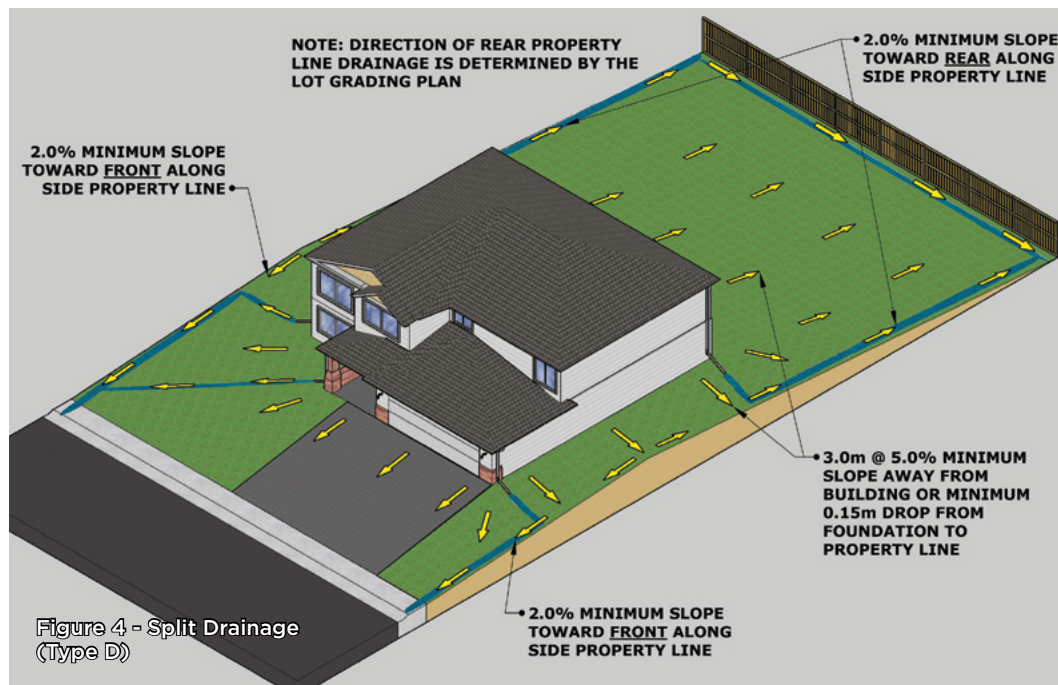 NOTE: DIRECTION OF REAR PROPERTY
LINE DRAINAGE IS DETERMINED BY THE
LOT GRADING PLAN
2.0% MINIMUM SLOPE
TOWARD REAR ALONG
SIDE PROPERTY LINE
2.0% MINIMUM SLOPE
TOWARD FRONT ALONG
SIDE PROPERTY LINE
3.0m @ 5.0% MINIMUM
SLOPE AWAY FROM
BUILDING OR MINIMUM
0.15m DROP FROM
FOUNDATION TO
PROPERTY LINE
2.0% MINIMUM SLOPE
TOWARD FRONT ALONG
SIDE PROPERTY LINE
Figure 4 - Split Drainage
(Type D)